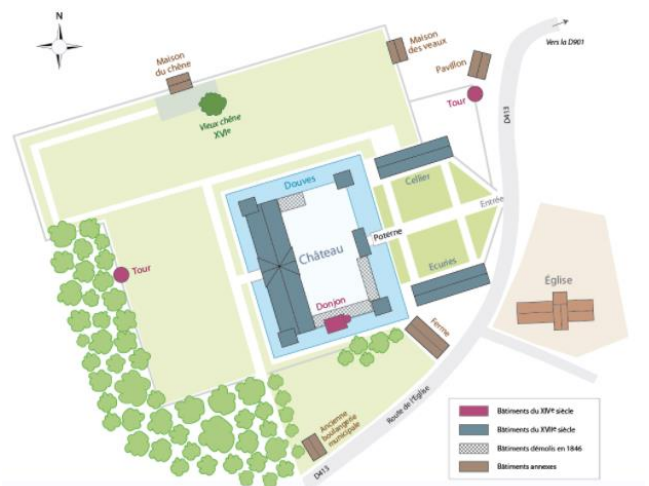 N
Maison
du chêne
Maison
des veaux
Vers la D901
Pavillon
Tour
D413
Vieux chêne
XVIe
Cellier
Douves
Entrée
Poterne
Château
Tour
Écuries
Église
Donjon
Ferme
Route de l'Église
Ancienne
boulangerie
municipale
D413
Bâtiments du XIVe siècle
Bâtiments du XVIIe siècle
Bâtiments démolis en 1846
Bâtiments annexes